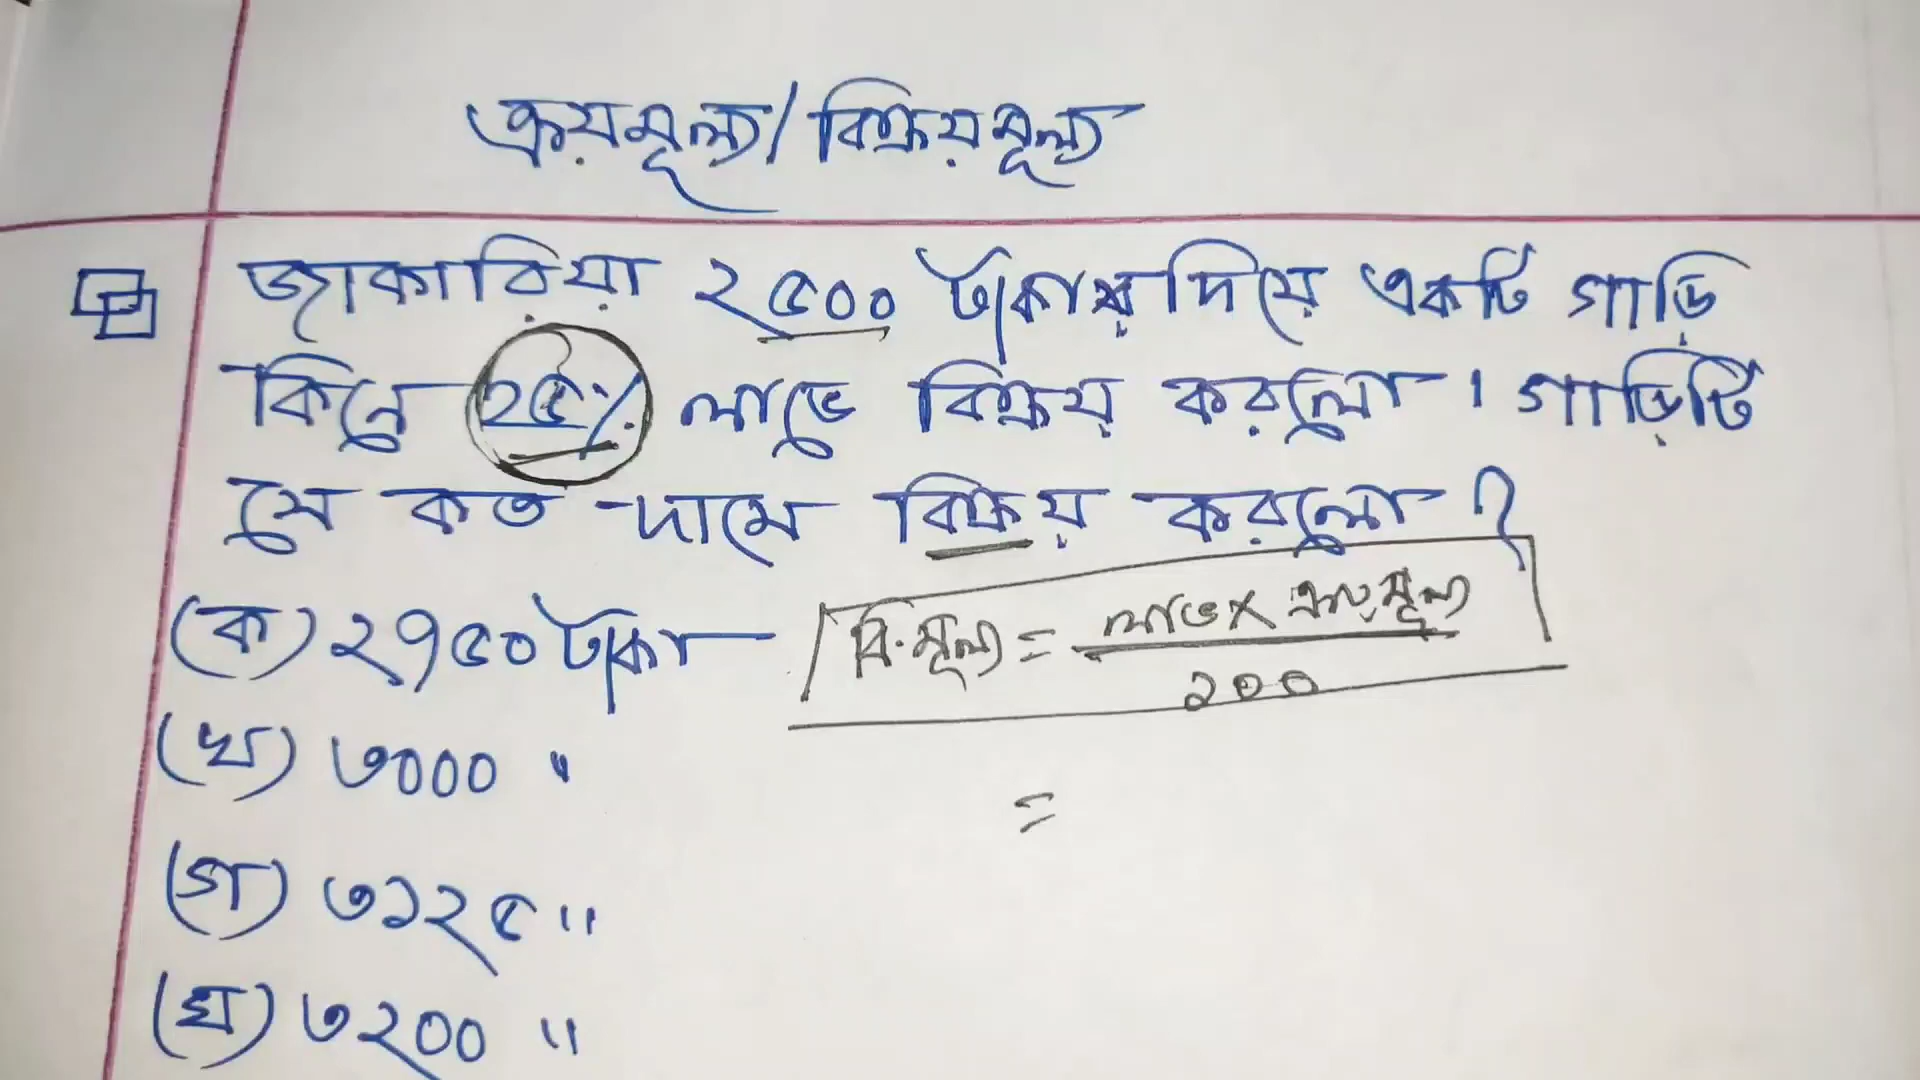 ক্রয়মূল্য/বিক্রয়মূল্য
জাকারিয়া ২৫০০ টাকা দিয়ে একটি গাড়ি
কিনে ২৫% লাভে বিক্রয় করলো। গাড়িটি
সে কত দামে বিক্রয় করলো?
(ক) ২৭৫০ টাকা
বি.মূল্য = লাভ × ক্রয়মূল্য
১০০
(খ) ৩০০০ "
=
(গ) ৩১২৫ "
(ঘ) ৩২০০ "